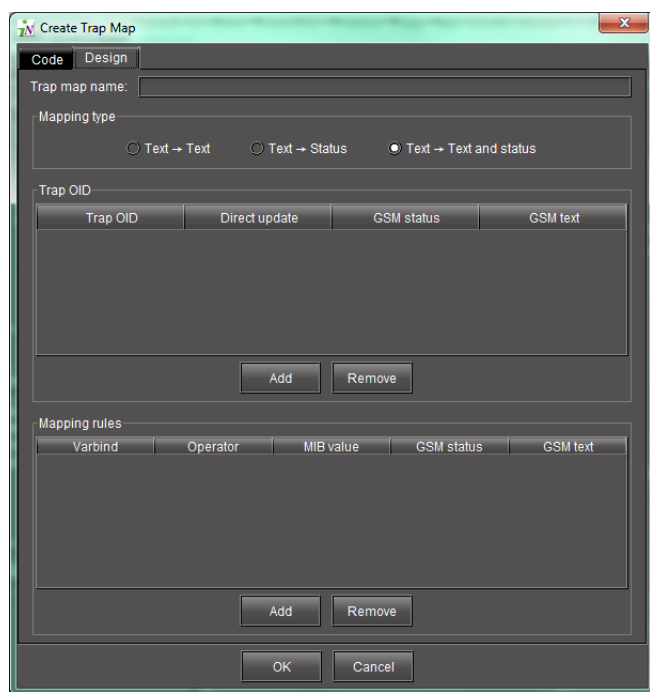 iN Create Trap Map X
Code Design
Trap map name:
Mapping type
Text → Text Text → Status Text → Text and status
Trap OID
Trap OID Direct update GSM status GSM text
Add Remove
Mapping rules
Varbind Operator MIB value GSM status GSM text
Add Remove
OK Cancel